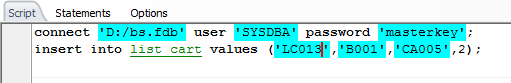 Script Statements Options
connect 'D:/bs.fdb' user 'SYSDBA' password 'masterkey';
insert into list_cart values ('LC013','B001','CA005',2);